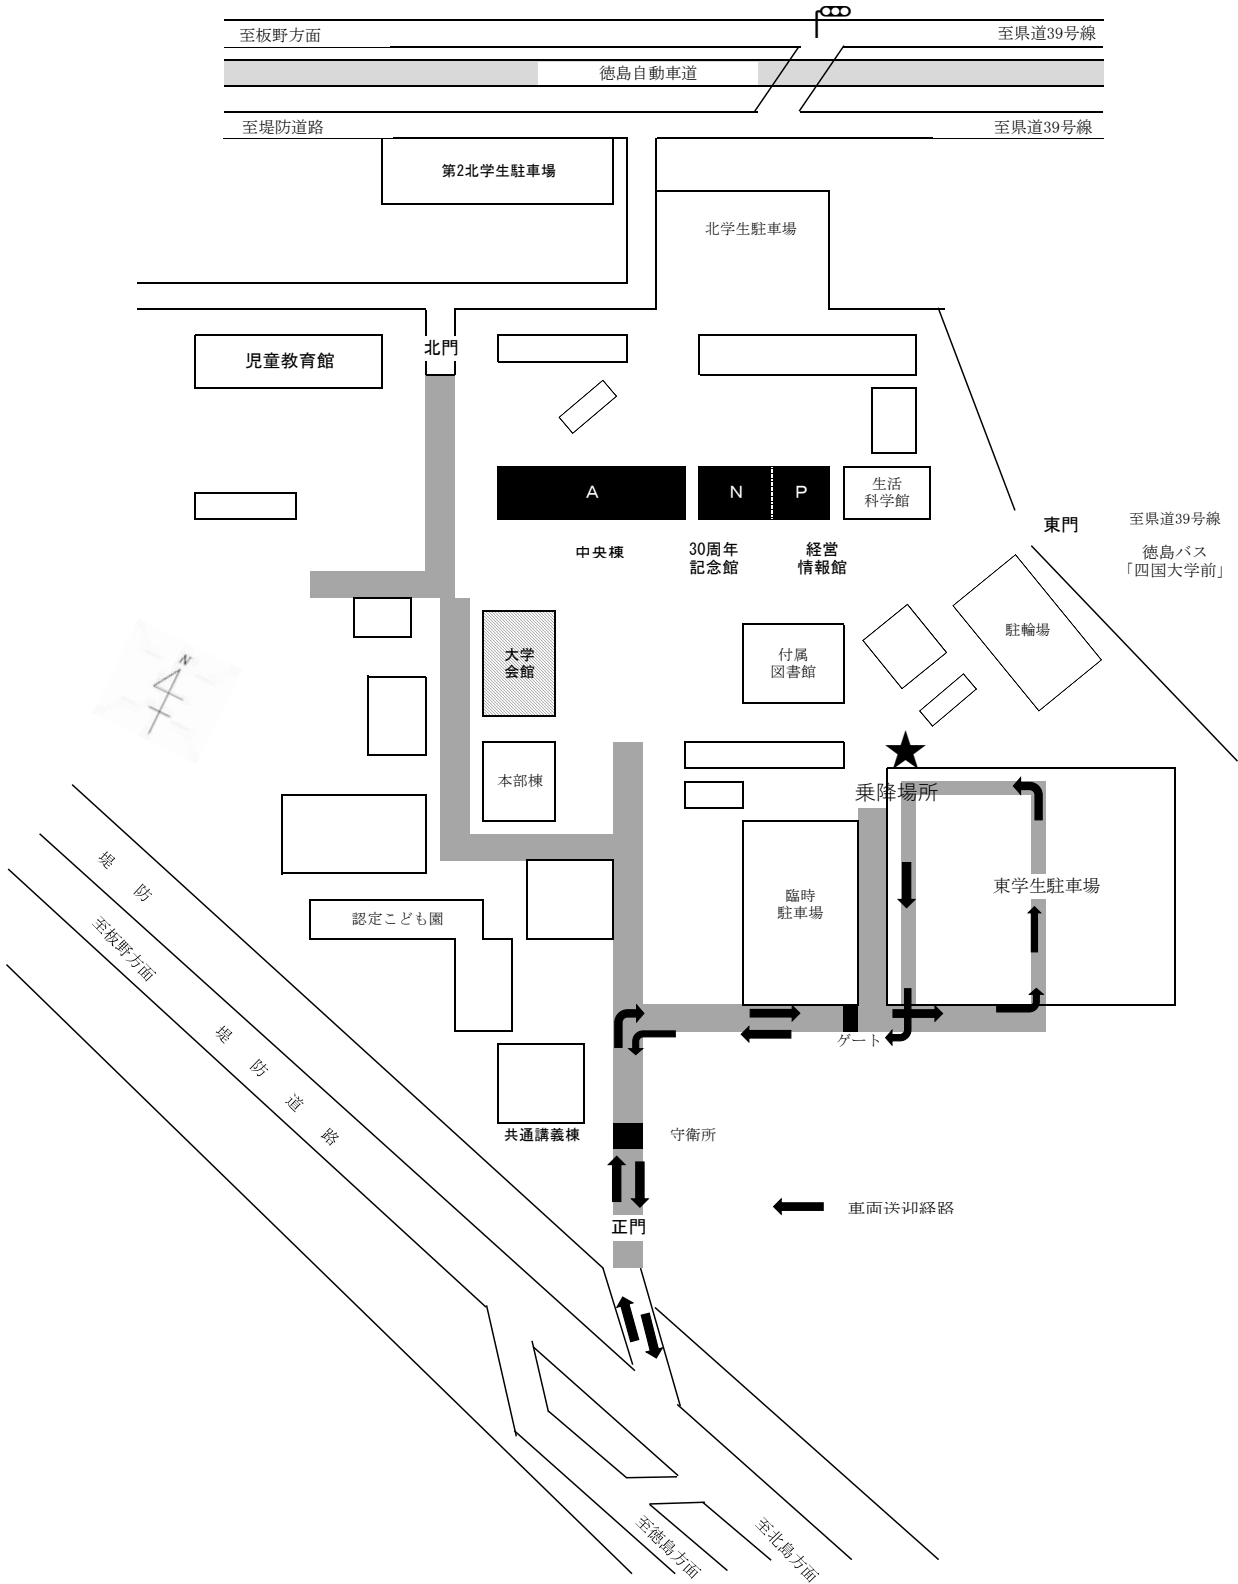 至板野方面
至県道39号線
徳島自動車道
至堤防道路
至県道39号線
第2北学生駐車場
北学生駐車場
北門
児童教育館
A
N
P
生活
科学館
東門
至県道39号線
中央棟
30周年
記念館
経営
情報館
徳島バス
「四国大学前」
駐輪場
大学
会館
付属
図書館
N
本部棟
乗降場所
堤防
東学生駐車場
臨時
駐車場
認定こども園
至板野方面
堤防道路
ゲート
共通講義棟
守衛所
車両送迎経路
正門
至徳島方面
至北島方面